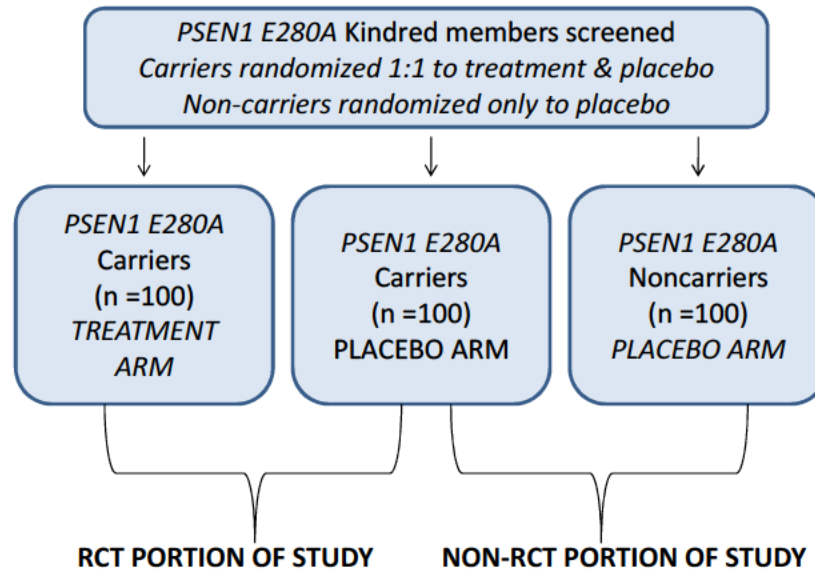 PSEN1 E280A Kindred members screened
Carriers randomized 1:1 to treatment & placebo
Non-carriers randomized only to placebo
PSEN1 E280A
Carriers
(n =100)
TREATMENT
ARM
PSEN1 E280A
Carriers
(n =100)
PLACEBO ARM
PSEN1 E280A
Noncarriers
(n =100)
PLACEBO ARM
RCT PORTION OF STUDY
NON-RCT PORTION OF STUDY